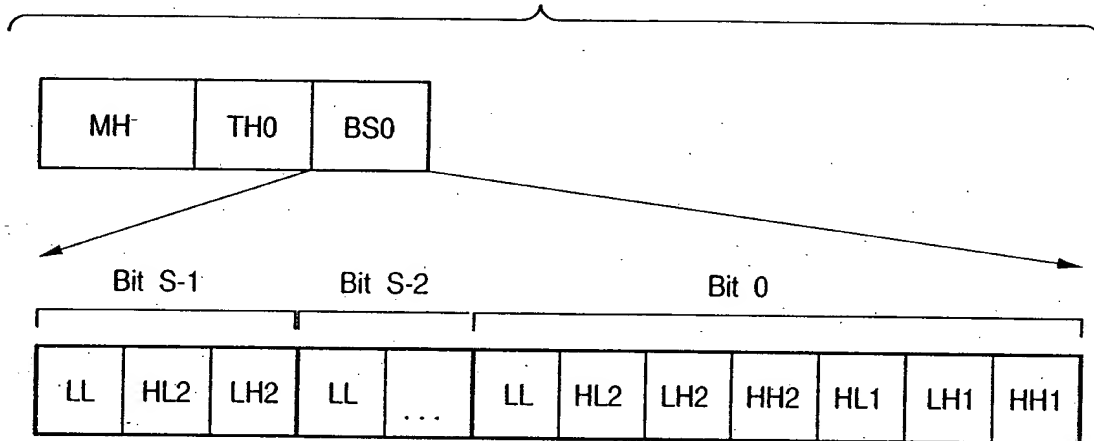 MH TH0 BS0
Bit S-1 Bit S-2 Bit 0
LL HL2 LH2 LL ... LL HL2 LH2 HH2 HL1 LH1 HH1